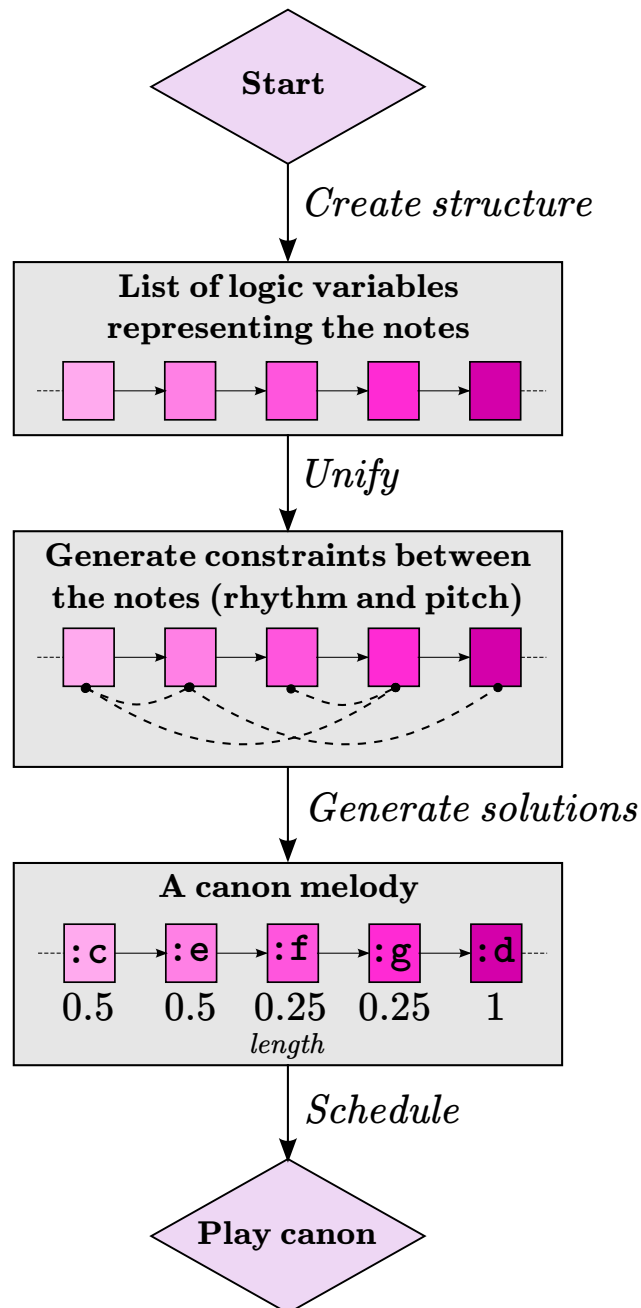 Start
Create structure
List of logic variables
representing the notes
Unify
Generate constraints between
the notes (rhythm and pitch)
Generate solutions
A canon melody
:c :e :f :g :d
0.5 0.5 0.25 0.25 1
length
Schedule
Play canon